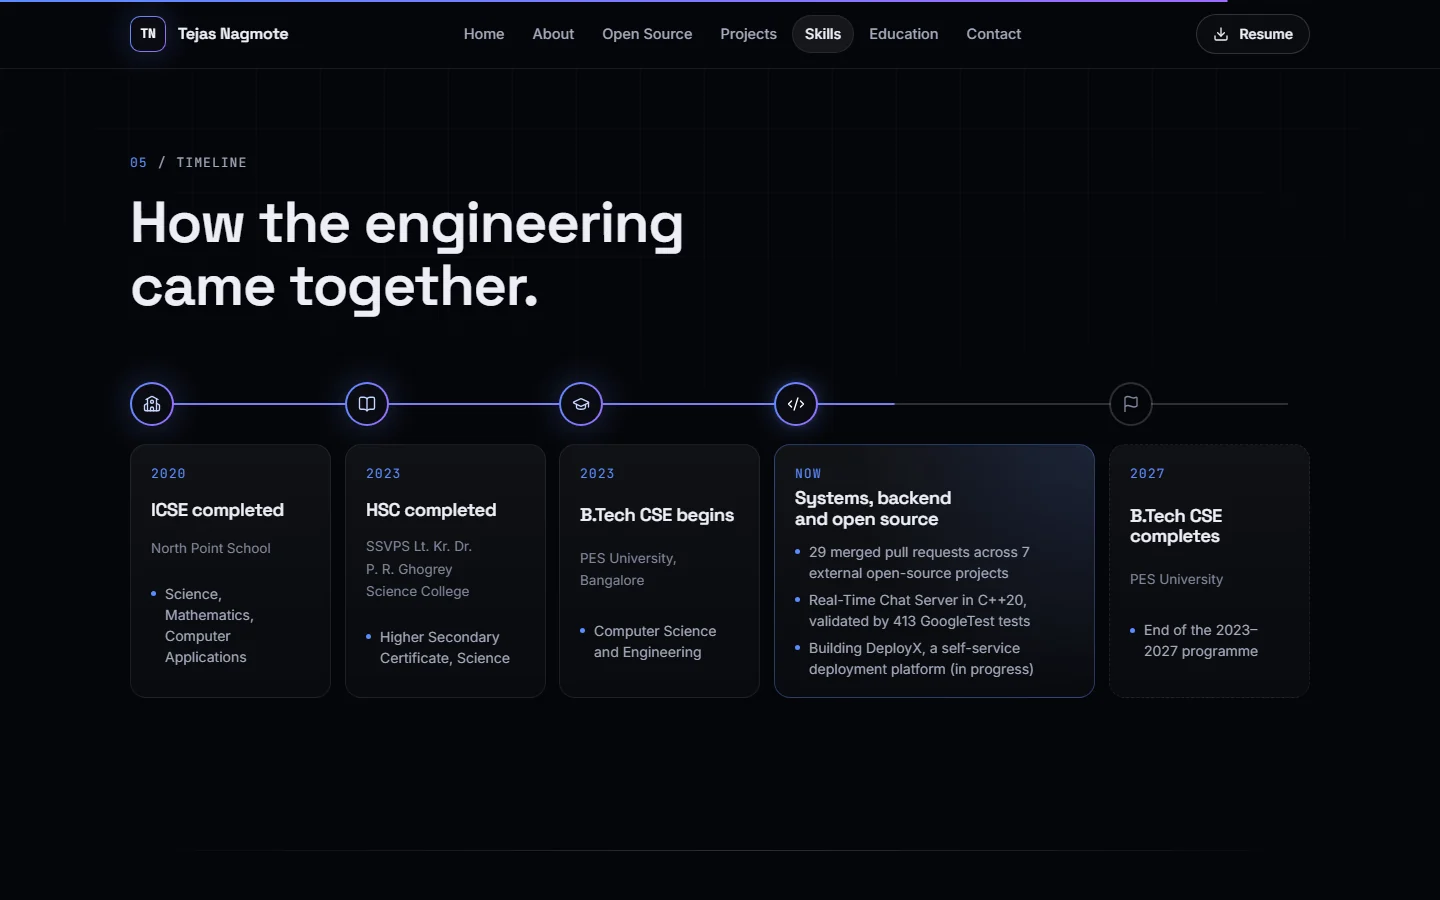 TN Tejas Nagmote Home About Open Source Projects Skills Education Contact Resume
05 / TIMELINE
How the engineering
came together.
2020
ICSE completed
North Point School
Science,
Mathematics,
Computer
Applications
2023
HSC completed
SSVPS Lt. Kr. Dr.
P. R. Ghogrey
Science College
Higher Secondary
Certificate, Science
2023
B.Tech CSE begins
PES University,
Bangalore
Computer Science
and Engineering
NOW
Systems, backend
and open source
29 merged pull requests across 7
external open-source projects
Real-Time Chat Server in C++20,
validated by 413 GoogleTest tests
Building DeployX, a self-service
deployment platform (in progress)
2027
B.Tech CSE
completes
PES University
End of the 2023–
2027 programme